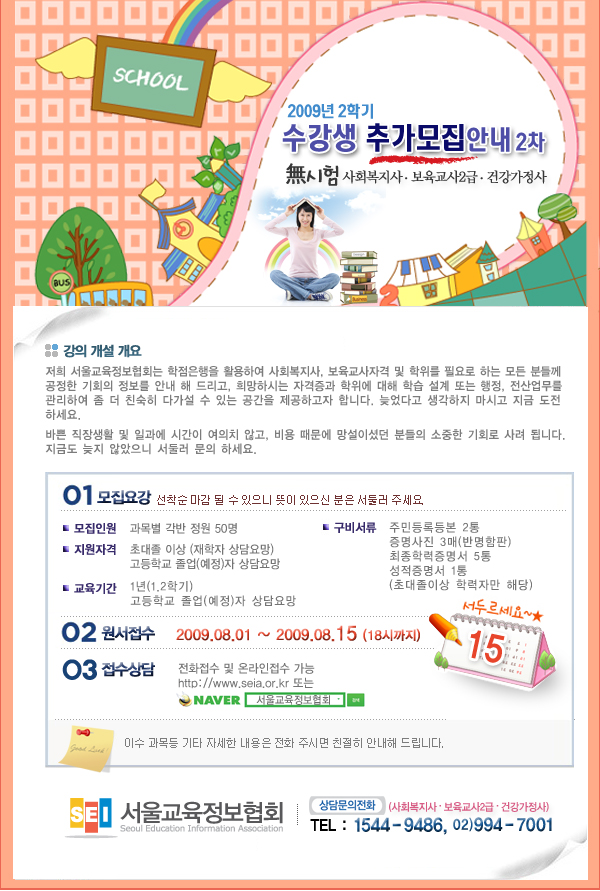 SCHOOL
2009년 2학기
수강생 추가모집안내 2차
無시험 사회복지사 · 보육교사2급 · 건강가정사
BUS
2
강의 개설 개요
저희 서울교육정보협회는 학점은행을 활용하여 사회복지사, 보육교사자격 및 학위를 필요로 하는 모든 분들께
공정한 기회의 정보를 안내 해 드리고, 희망하시는 자격증과 학위에 대해 학습 설계 또는 행정, 전산업무를
관리하여 좀 더 친숙히 다가설 수 있는 공간을 제공하고자 합니다. 늦었다고 생각하지 마시고 지금 도전
하세요.
바쁜 직장생활 및 일과에 시간이 여의치 않고, 비용 때문에 망설이셨던 분들의 소중한 기회로 사려 됩니다.
지금도 늦지 않았으니 서둘러 문의 하세요.
01 모집요강 선착순 마감 될 수 있으니 뜻이 있으신 분은 서둘러 주세요.
모집인원 과목별 각반 정원 50명
지원자격 초대졸 이상 (재학자 상담요망)
고등학교 졸업(예정)자 상담요망
교육기간 1년(1,2학기)
고등학교 졸업(예정)자 상담요망
구비서류 주민등록등본 2통
증명사진 3매(반명함판)
최종학력증명서 5통
성적증명서 1통
(초대졸이상 학력자만 해당)
02 원서접수 2009.08.01 ~ 2009.08.15 (18시까지)
서두르세요~★
15
03 접수상담 전화접수 및 온라인접수 가능
http://www.seia.or.kr 또는
NAVER 서울교육정보협회 검색
Good Luck
이수 과목등 기타 자세한 내용은 전화 주시면 친절히 안내해 드립니다.
SEI 서울교육정보협회
Seoul Education Information Association
상담문의전화 (사회복지사 · 보육교사2급 · 건강가정사)
TEL : 1544-9486, 02)994-7001